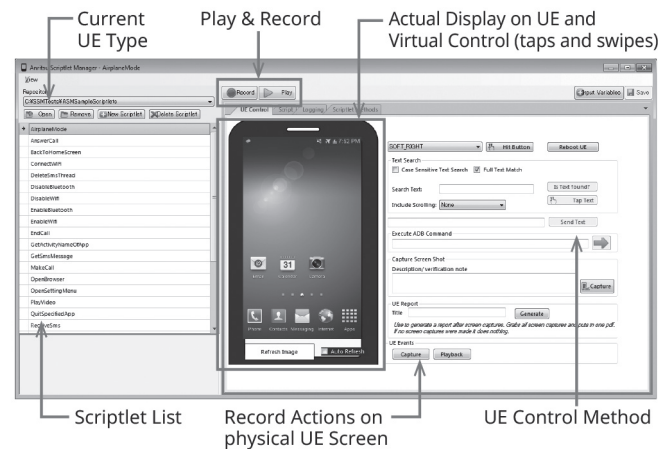 Current
UE Type
Play & Record
Actual Display on UE and
Virtual Control (taps and swipes)
Anritsu Scriptlet Manager - AirplaneMode
View
Repository
C:\GSSMTests\ASMSampleScriptlets
Open
Remove
New Scriptlet
Delete Scriptlet
AirplaneMode
AnswerCall
BackToHomeScreen
ConnectWifi
DeleteSmsThread
DisableBluetooth
DisableWifi
EnableBluetooth
EnableWifi
EndCall
GetActivityNameOfApp
GetSmsMessage
MakeCall
OpenBrowser
OpenSettingMenu
PlayVideo
QuitSpecifiedApp
ReceiveSms
Record
Play
Input Variables
Save
UE Control
Script
Logging
Scriptlet Methods
7:32 PM
31
Calendar
Camera
Phone
Contacts
Messaging
Internet
Apps
Refresh Image
Auto Refresh
SOFT_RIGHT
Hit Button
Reboot UE
Text Search
Case Sensitive Text Search
Full Text Match
Search Text:
Is Text Found?
Include Scrolling:
None
Tap Text
Send Text
Execute ADB Command
Capture Screen Shot
Description/ verification note
Capture
UE Report
Title
Generate
Use to generate a report after screen captures. Grabs all screen captures and puts in one pdf.
If no screen captures were made it does nothing.
UE Events
Capture
Playback
Scriptlet List
Record Actions on
physical UE Screen
UE Control Method